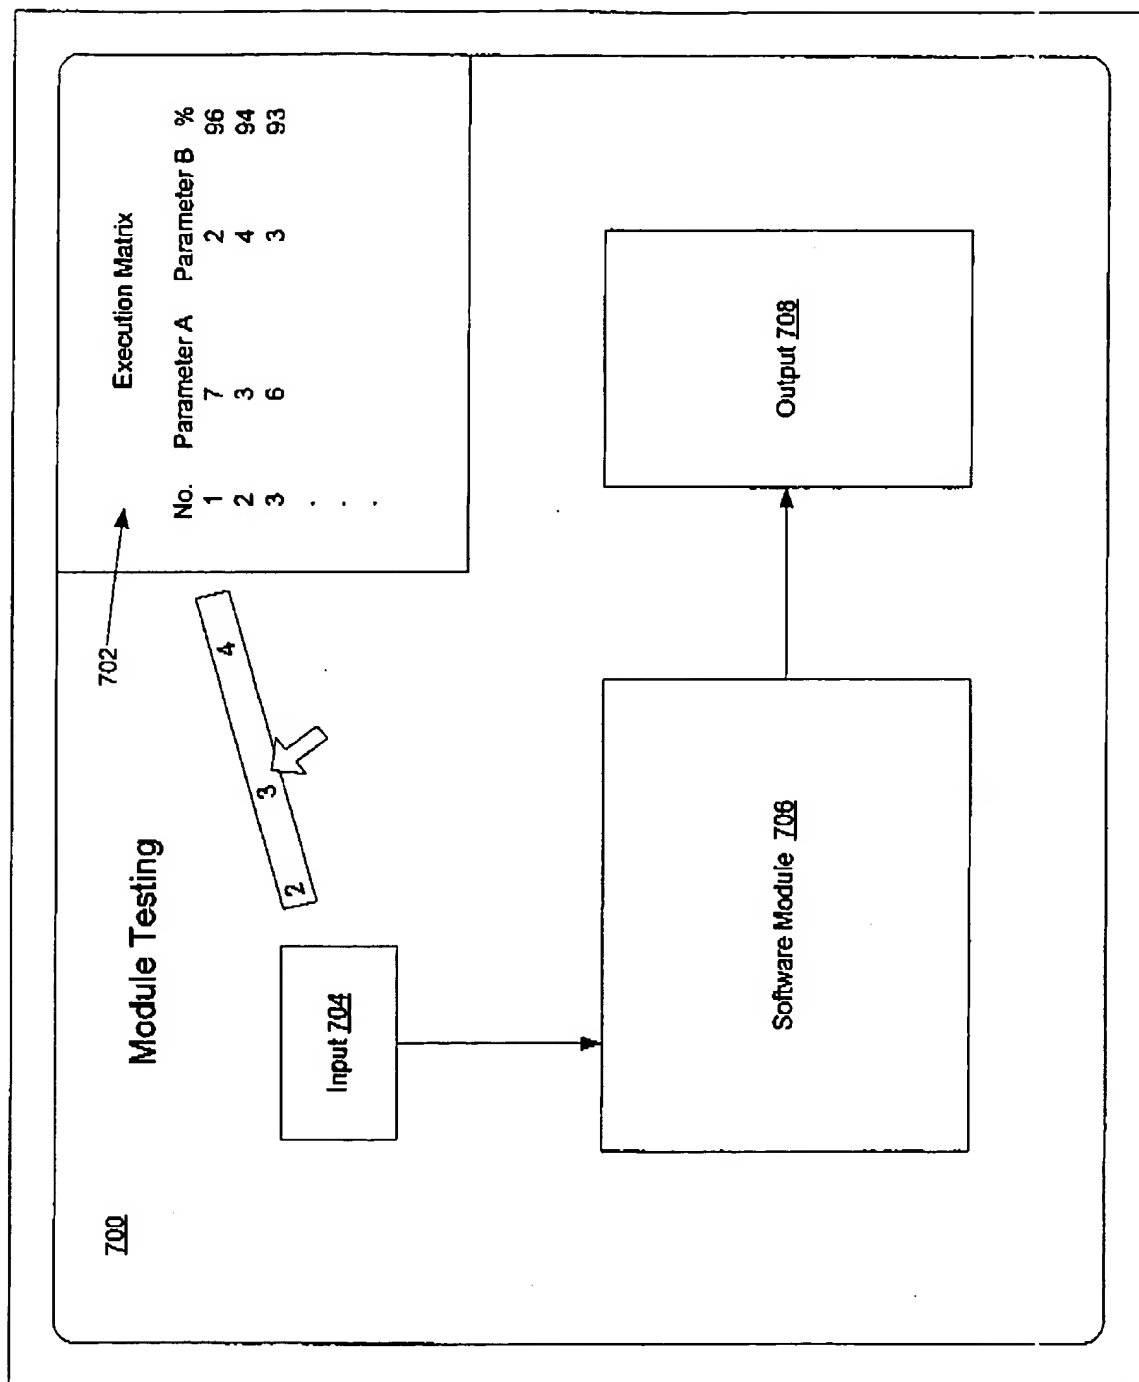 700
Module Testing
702
Execution Matrix
No. Parameter A Parameter B %
1 7 2 96
2 3 4 94
3 6 3 93
. . .
2 3 4
Input 704
Software Module 706
Output 708